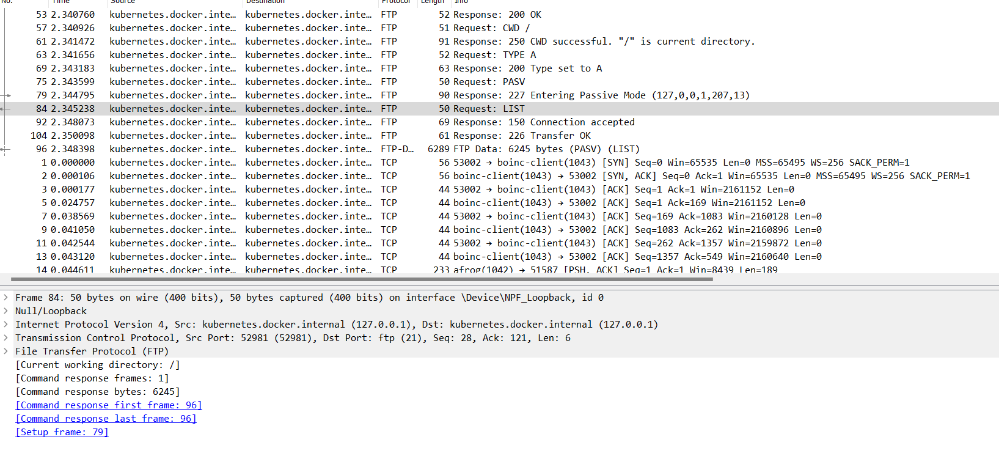 No. Time Source Destination Protocol Length Info
53 2.340760 kubernetes.docker.inte… kubernetes.docker.inte… FTP 52 Response: 200 OK
57 2.340926 kubernetes.docker.inte… kubernetes.docker.inte… FTP 51 Request: CWD /
61 2.341472 kubernetes.docker.inte… kubernetes.docker.inte… FTP 91 Response: 250 CWD successful. "/" is current directory.
63 2.341656 kubernetes.docker.inte… kubernetes.docker.inte… FTP 52 Request: TYPE A
69 2.343183 kubernetes.docker.inte… kubernetes.docker.inte… FTP 63 Response: 200 Type set to A
75 2.343599 kubernetes.docker.inte… kubernetes.docker.inte… FTP 50 Request: PASV
79 2.344795 kubernetes.docker.inte… kubernetes.docker.inte… FTP 90 Response: 227 Entering Passive Mode (127,0,0,1,207,13)
84 2.345238 kubernetes.docker.inte… kubernetes.docker.inte… FTP 50 Request: LIST
92 2.348073 kubernetes.docker.inte… kubernetes.docker.inte… FTP 69 Response: 150 Connection accepted
104 2.350098 kubernetes.docker.inte… kubernetes.docker.inte… FTP 61 Response: 226 Transfer OK
96 2.348398 kubernetes.docker.inte… kubernetes.docker.inte… FTP-D… 6289 FTP Data: 6245 bytes (PASV) (LIST)
1 0.000000 kubernetes.docker.inte… kubernetes.docker.inte… TCP 56 53002 → boinc-client(1043) [SYN] Seq=0 Win=65535 Len=0 MSS=65495 WS=256 SACK_PERM=1
2 0.000106 kubernetes.docker.inte… kubernetes.docker.inte… TCP 56 boinc-client(1043) → 53002 [SYN, ACK] Seq=0 Ack=1 Win=65535 Len=0 MSS=65495 WS=256 SACK_PERM=1
3 0.000177 kubernetes.docker.inte… kubernetes.docker.inte… TCP 44 53002 → boinc-client(1043) [ACK] Seq=1 Ack=1 Win=2161152 Len=0
5 0.024757 kubernetes.docker.inte… kubernetes.docker.inte… TCP 44 boinc-client(1043) → 53002 [ACK] Seq=1 Ack=169 Win=2161152 Len=0
7 0.038569 kubernetes.docker.inte… kubernetes.docker.inte… TCP 44 53002 → boinc-client(1043) [ACK] Seq=169 Ack=1083 Win=2160128 Len=0
9 0.041050 kubernetes.docker.inte… kubernetes.docker.inte… TCP 44 boinc-client(1043) → 53002 [ACK] Seq=1083 Ack=262 Win=2160896 Len=0
11 0.042544 kubernetes.docker.inte… kubernetes.docker.inte… TCP 44 53002 → boinc-client(1043) [ACK] Seq=262 Ack=1357 Win=2159872 Len=0
13 0.043120 kubernetes.docker.inte… kubernetes.docker.inte… TCP 44 boinc-client(1043) → 53002 [ACK] Seq=1357 Ack=549 Win=2160640 Len=0
14 0.044611 kubernetes.docker.inte… kubernetes.docker.inte… TCP 233 afrog(1042) → 51587 [PSH, ACK] Seq=1 Ack=1 Win=8439 Len=189
Frame 84: 50 bytes on wire (400 bits), 50 bytes captured (400 bits) on interface \Device\NPF_Loopback, id 0
Null/Loopback
Internet Protocol Version 4, Src: kubernetes.docker.internal (127.0.0.1), Dst: kubernetes.docker.internal (127.0.0.1)
Transmission Control Protocol, Src Port: 52981 (52981), Dst Port: ftp (21), Seq: 28, Ack: 121, Len: 6
File Transfer Protocol (FTP)
[Current working directory: /]
[Command response frames: 1]
[Command response bytes: 6245]
[Command response first frame: 96]
[Command response last frame: 96]
[Setup frame: 79]